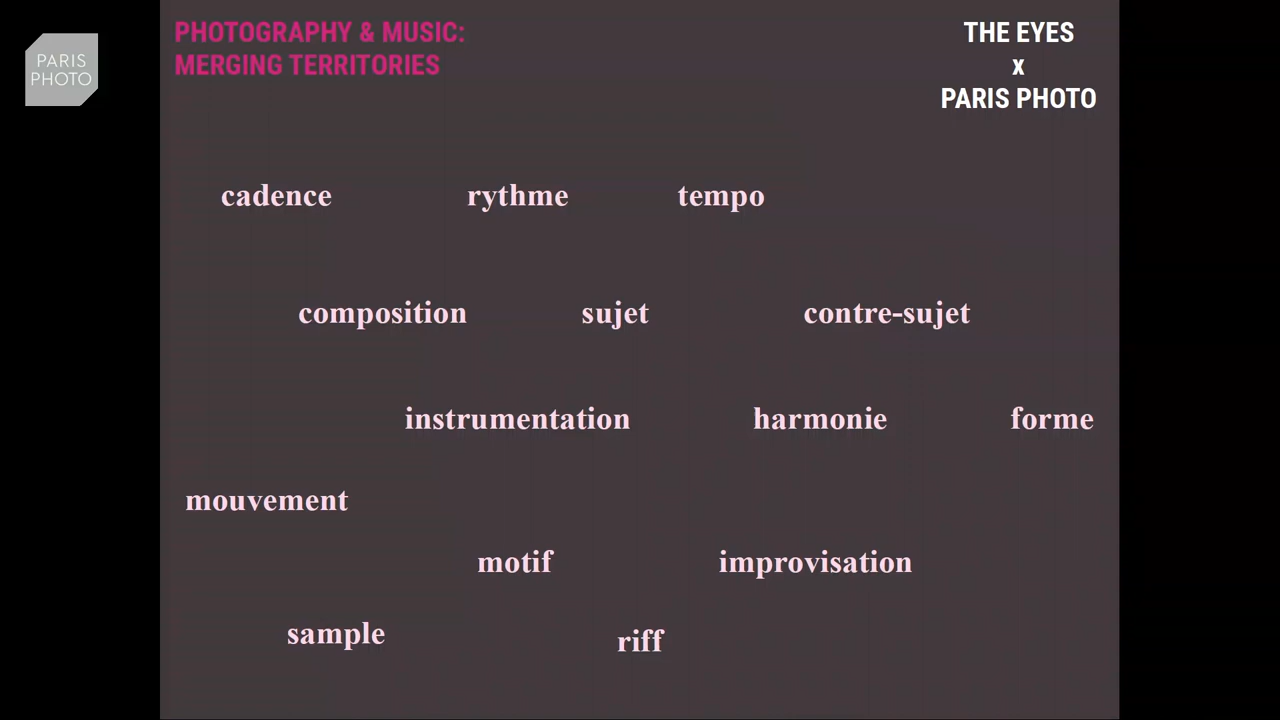 PARIS
PHOTO
PHOTOGRAPHY & MUSIC:
MERGING TERRITORIES
THE EYES
x
PARIS PHOTO
cadence rythme tempo
composition sujet contre-sujet
instrumentation harmonie forme
mouvement
motif improvisation
sample riff